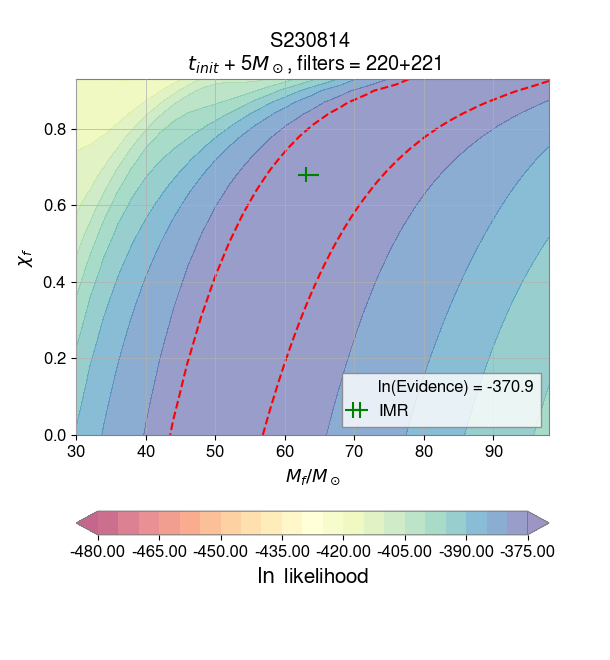 S230814
t_init + 5M_⊙, filters = 220+221
χ_f
0.8
0.6
0.4
0.2
0.0
30 40 50 60 70 80 90
M_f/M_⊙
ln(Evidence) = -370.9
IMR
-480.00 -465.00 -450.00 -435.00 -420.00 -405.00 -390.00 -375.00
ln likelihood